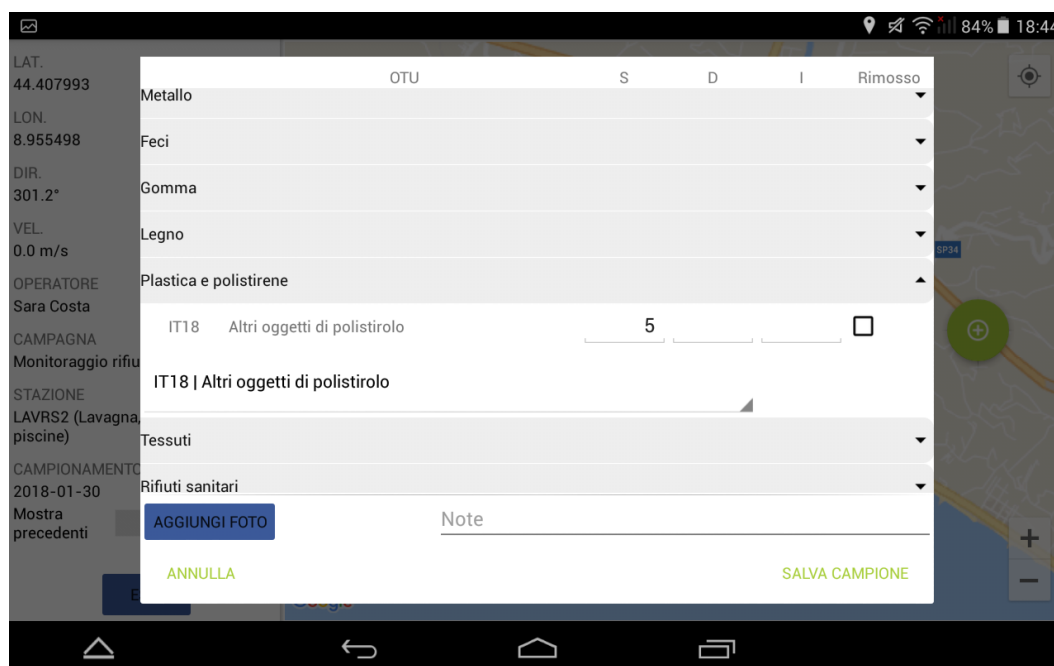 84% 18:44
LAT.
44.407993
LON.
8.955498
DIR.
301.2°
VEL.
0.0 m/s
OPERATORE
Sara Costa
CAMPAGNA
Monitoraggio rifiu
STAZIONE
LAVRS2 (Lavagna,
piscine)
CAMPIONAMENTO
2018-01-30
Mostra
precedenti
E
OTU S D I Rimosso
Metallo
Feci
Gomma
Legno
Plastica e polistirene
IT18 Altri oggetti di polistirolo 5
IT18 | Altri oggetti di polistirolo
Tessuti
Rifiuti sanitari
AGGIUNGI FOTO Note
ANNULLA SALVA CAMPIONE
SP34
Google